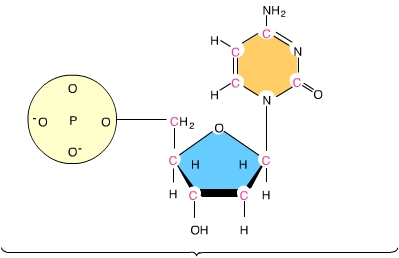 NH₂
H C N
H C C O
N
O
⁻O P O CH₂ O
O⁻
C H H C
H C C H
OH H